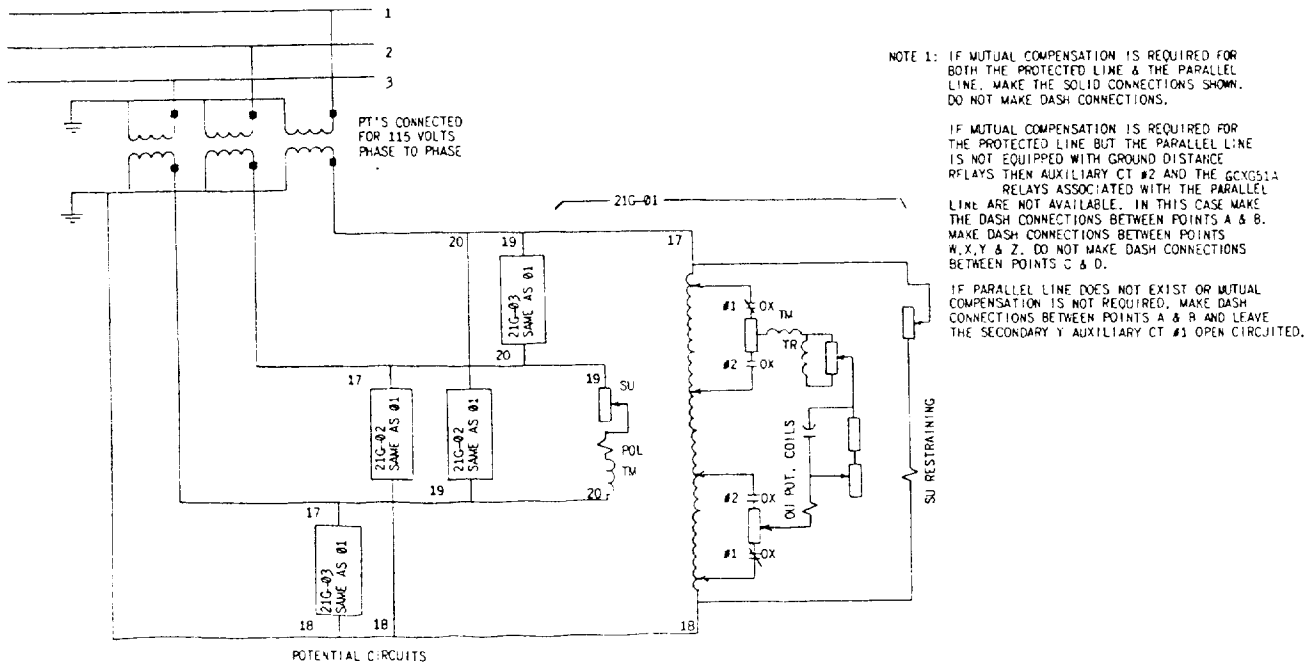 1
2
3
PT'S CONNECTED
FOR 115 VOLTS
PHASE TO PHASE
NOTE 1: IF MUTUAL COMPENSATION IS REQUIRED FOR
BOTH THE PROTECTED LINE & THE PARALLEL
LINE, MAKE THE SOLID CONNECTIONS SHOWN.
DO NOT MAKE DASH CONNECTIONS.
IF MUTUAL COMPENSATION IS REQUIRED FOR
THE PROTECTED LINE BUT THE PARALLEL LINE
IS NOT EQUIPPED WITH GROUND DISTANCE
RELAYS THEN AUXILIARY CT #2 AND THE GCXG51A
RELAYS ASSOCIATED WITH THE PARALLEL
LINE ARE NOT AVAILABLE. IN THIS CASE MAKE
THE DASH CONNECTIONS BETWEEN POINTS A & B.
MAKE DASH CONNECTIONS BETWEEN POINTS
W,X,Y & Z. DO NOT MAKE DASH CONNECTIONS
BETWEEN POINTS C & D.
IF PARALLEL LINE DOES NOT EXIST OR MUTUAL
COMPENSATION IS NOT REQUIRED, MAKE DASH
CONNECTIONS BETWEEN POINTS A & B AND LEAVE
THE SECONDARY Y AUXILIARY CT #1 OPEN CIRCUITED.
21G-01
20
19
17
21G-03
SAME AS 01
20
#1
OX
TM
TR
#2
OX
17
19
SU
21G-02
SAME AS 01
21G-02
SAME AS 01
POL
TM
19
20
OU PUT. COILS
SU RESTRAINING
#2
OX
#1
OX
17
21G-03
SAME AS 01
18
18
18
POTENTIAL CIRCUITS